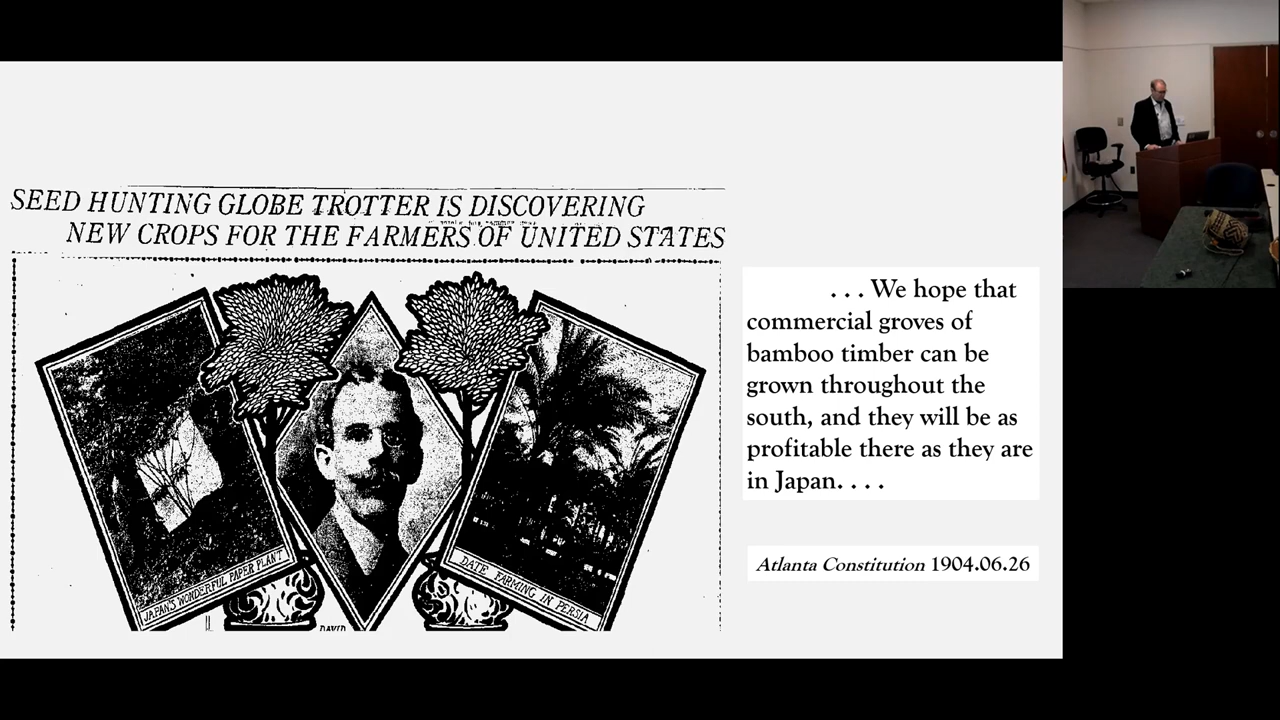 SEED HUNTING GLOBE TROTTER IS DISCOVERING
NEW CROPS FOR THE FARMERS OF UNITED STATES
JAPAN'S WONDERFUL PAPER PLANT
DAVID
DATE FARMING IN PERSIA
. . . We hope that
commercial groves of
bamboo timber can be
grown throughout the
south, and they will be as
profitable there as they are
in Japan. . . .
Atlanta Constitution 1904.06.26